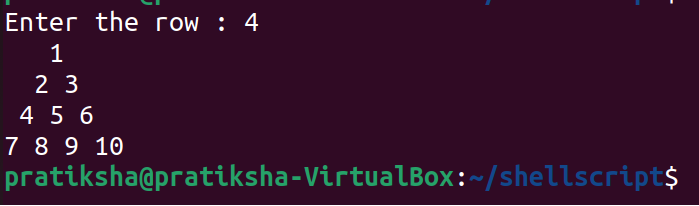 Enter the row : 4
   1
  2 3
 4 5 6
7 8 9 10
pratiksha@pratiksha-VirtualBox:~/shellscript$